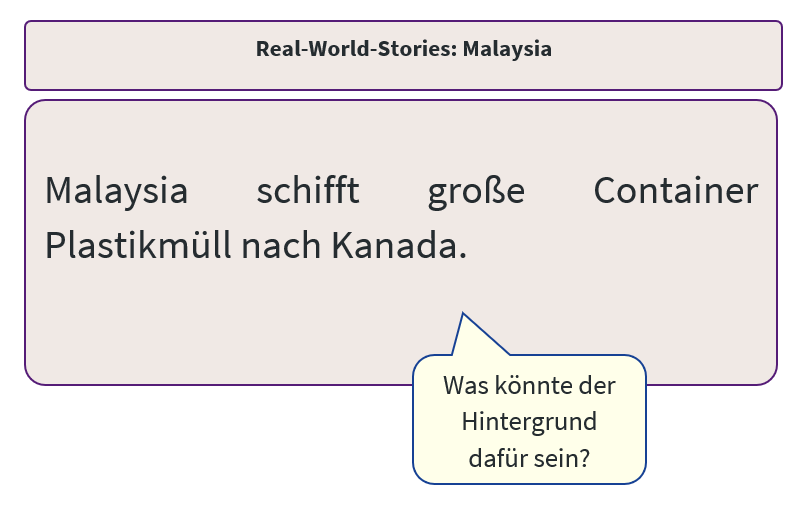 Real-World-Stories: Malaysia
Malaysia schifft große Container
Plastikmüll nach Kanada.
Was könnte der
Hintergrund
dafür sein?